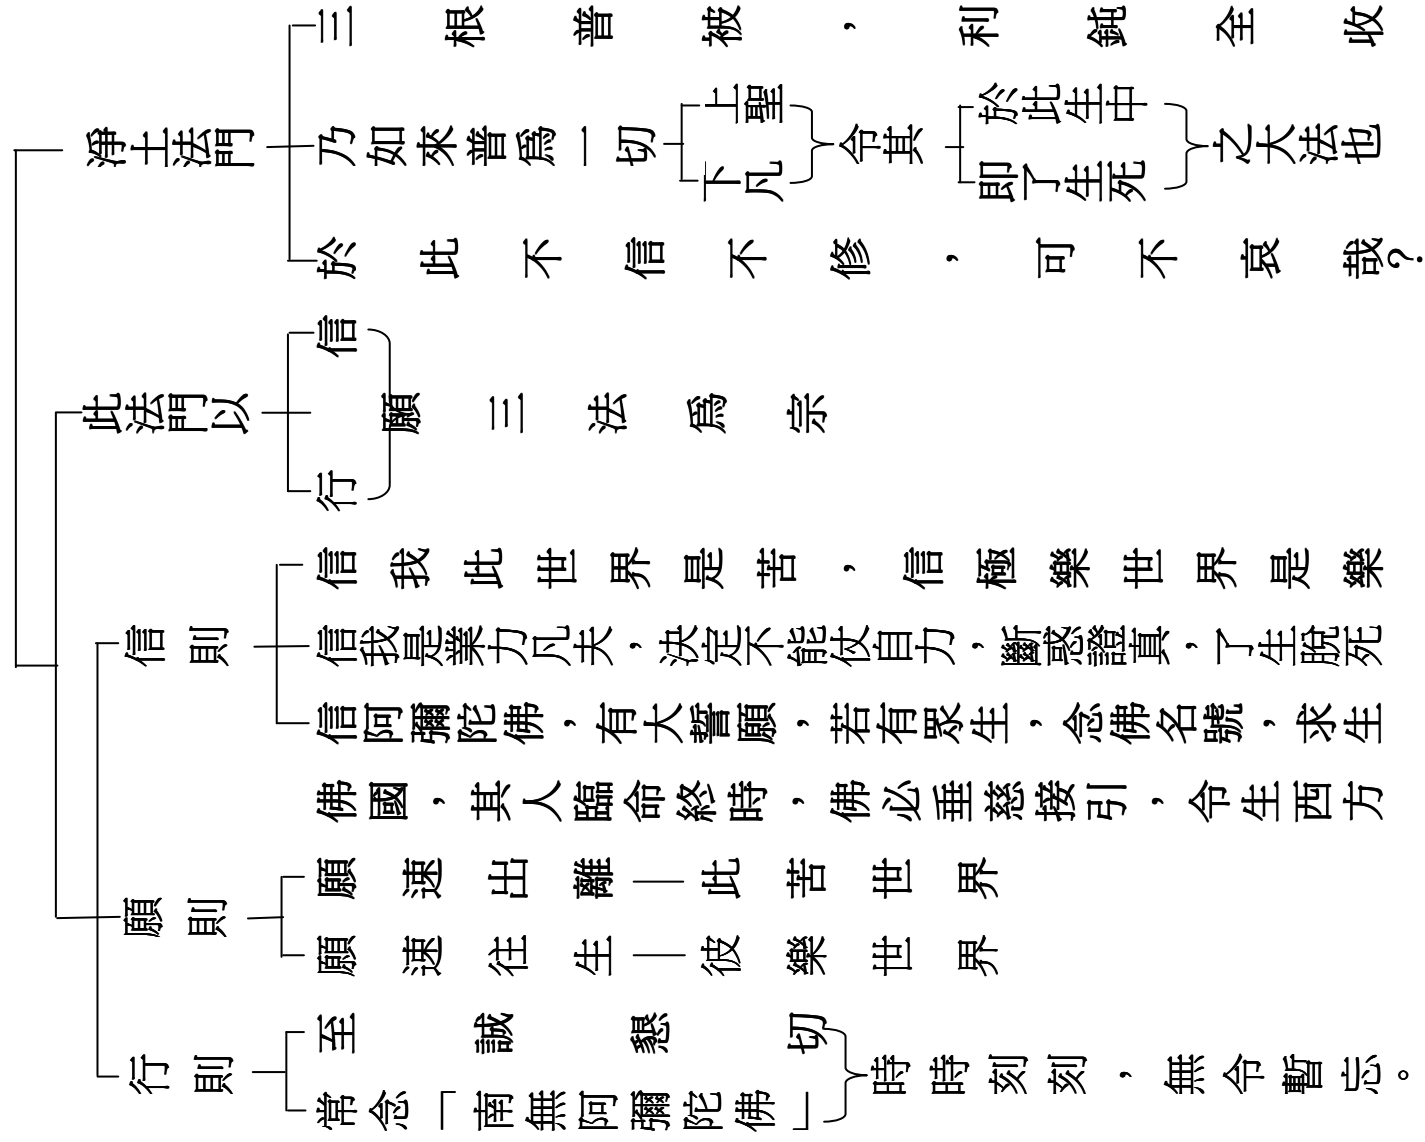 淨土法門
三根普被，利鈍全收
乃如來普爲一切
上聖
下凡
令其
於此生中
即了生死
之大法也
於此不信不修，可不哀哉？
此法門以
信
願三法爲宗
行
信則
信我此世界是苦，信極樂世界是樂
信我是業力凡夫，決定不能仗自力，斷惑證真，了生脫死
信阿彌陀佛，有大誓願，若有眾生，念佛名號，求生
佛國，其人臨命終時，佛必垂慈接引，令生西方
願則
願速出離—此苦世界
願速往生—彼樂世界
行則
至誠懇切
常念「南無阿彌陀佛」
時時刻刻，無令暫忘。